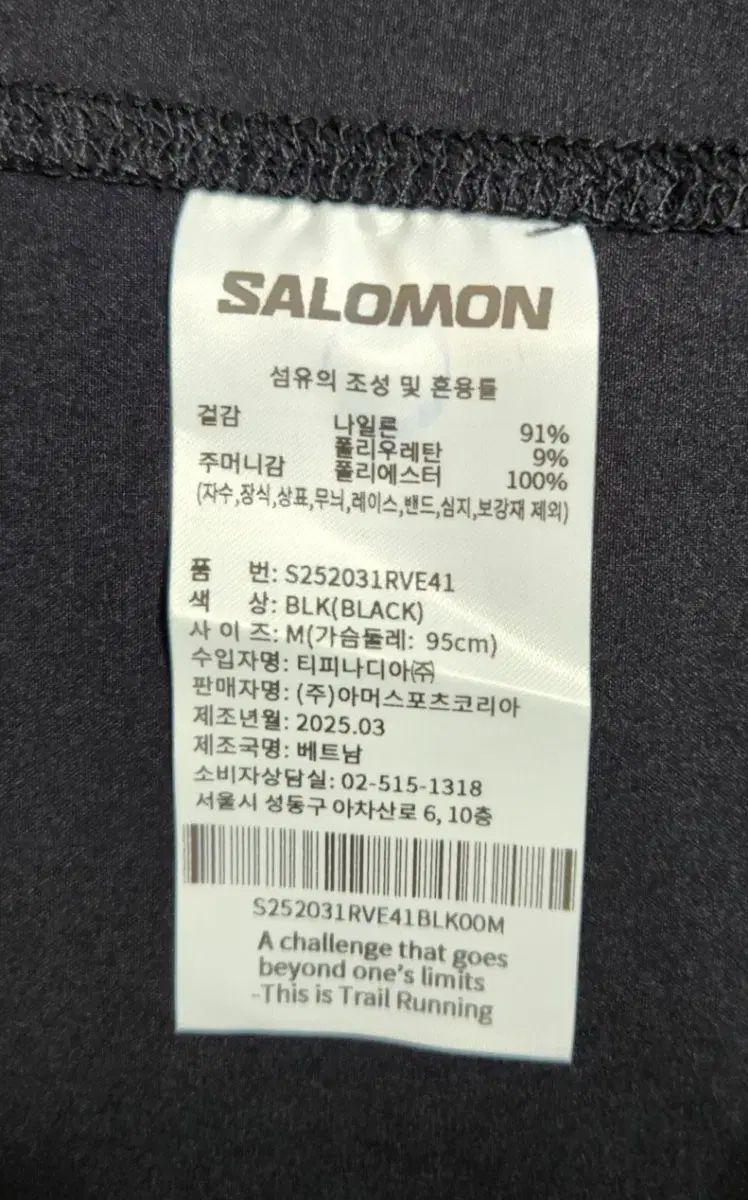 SALOMON
섬유의 조성 및 혼용률
겉감 나일론 91%
폴리우레탄 9%
주머니감 폴리에스터 100%
(자수,장식,상표,무늬,레이스,밴드,심지,보강재 제외)
품 번: S252031RVE41
색 상: BLK(BLACK)
사 이 즈: M(가슴둘레: 95cm)
수입자명: 티피나디아㈜
판매자명: (주)아머스포츠코리아
제조년월: 2025.03
제조국명: 베트남
소비자상담실: 02-515-1318
서울시 성동구 아차산로 6, 10층
S252031RVE41BLK00M
A challenge that goes
beyond one's limits
-This is Trail Running